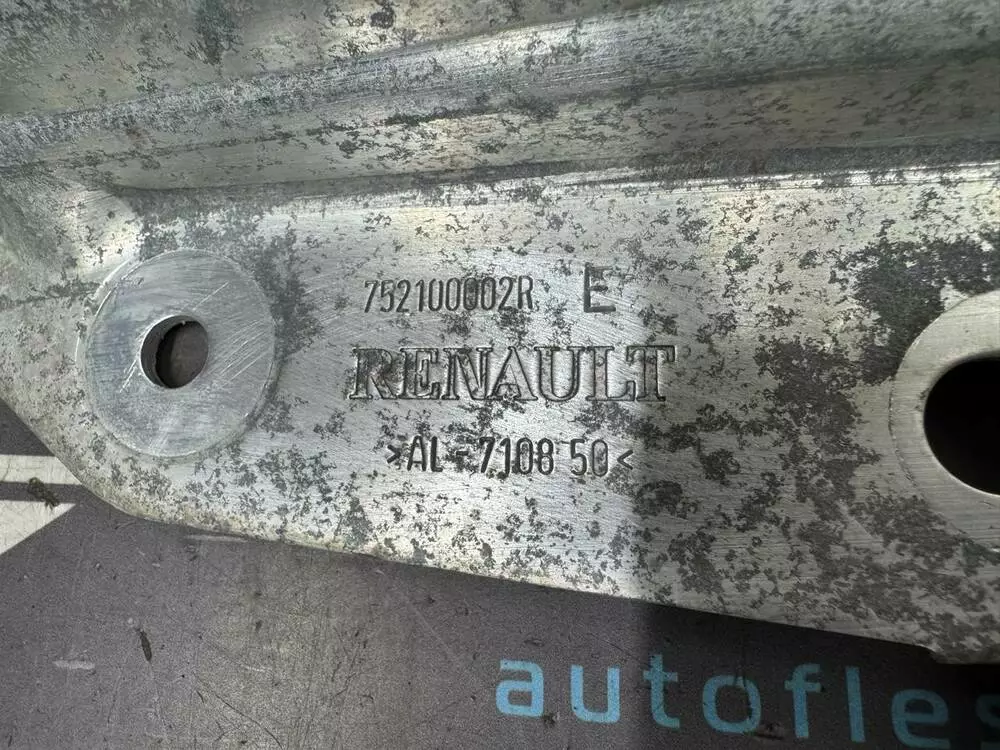 752100002R E
RENAULT
>AL-7108 50<
autofles